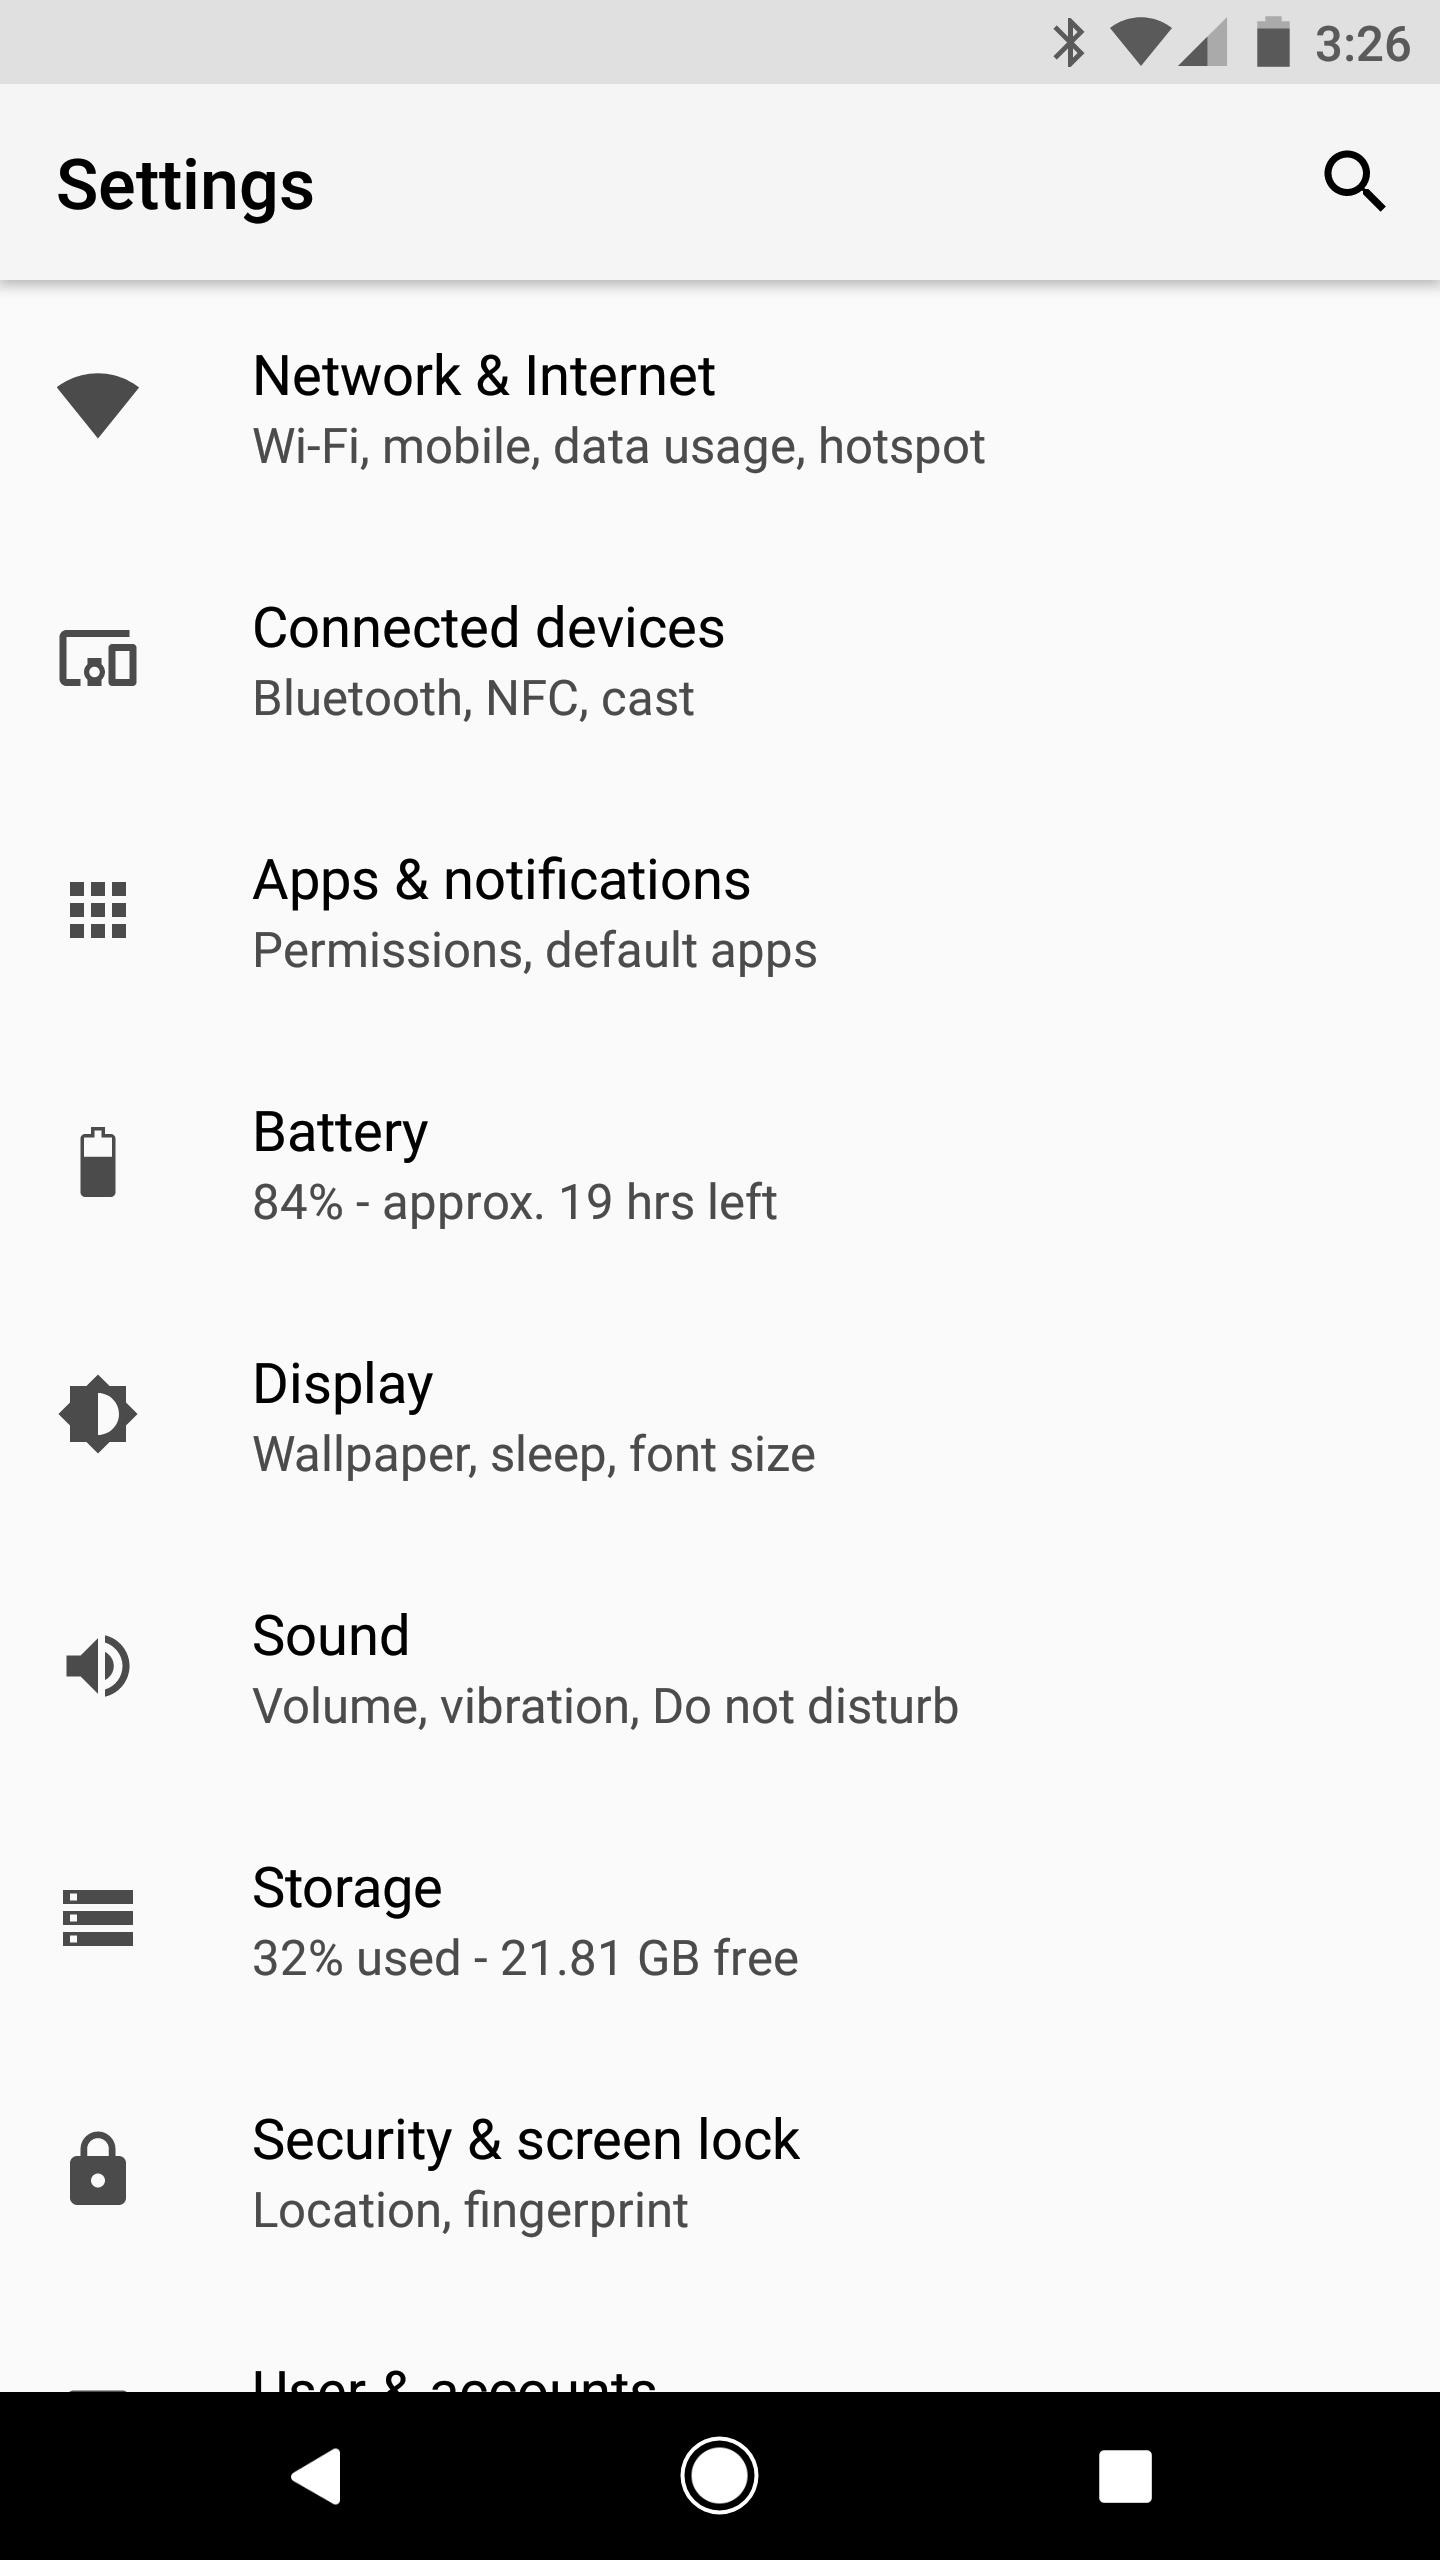 3:26
Settings
Network & Internet
Wi-Fi, mobile, data usage, hotspot
Connected devices
Bluetooth, NFC, cast
Apps & notifications
Permissions, default apps
Battery
84% - approx. 19 hrs left
Display
Wallpaper, sleep, font size
Sound
Volume, vibration, Do not disturb
Storage
32% used - 21.81 GB free
Security & screen lock
Location, fingerprint
User & accounts